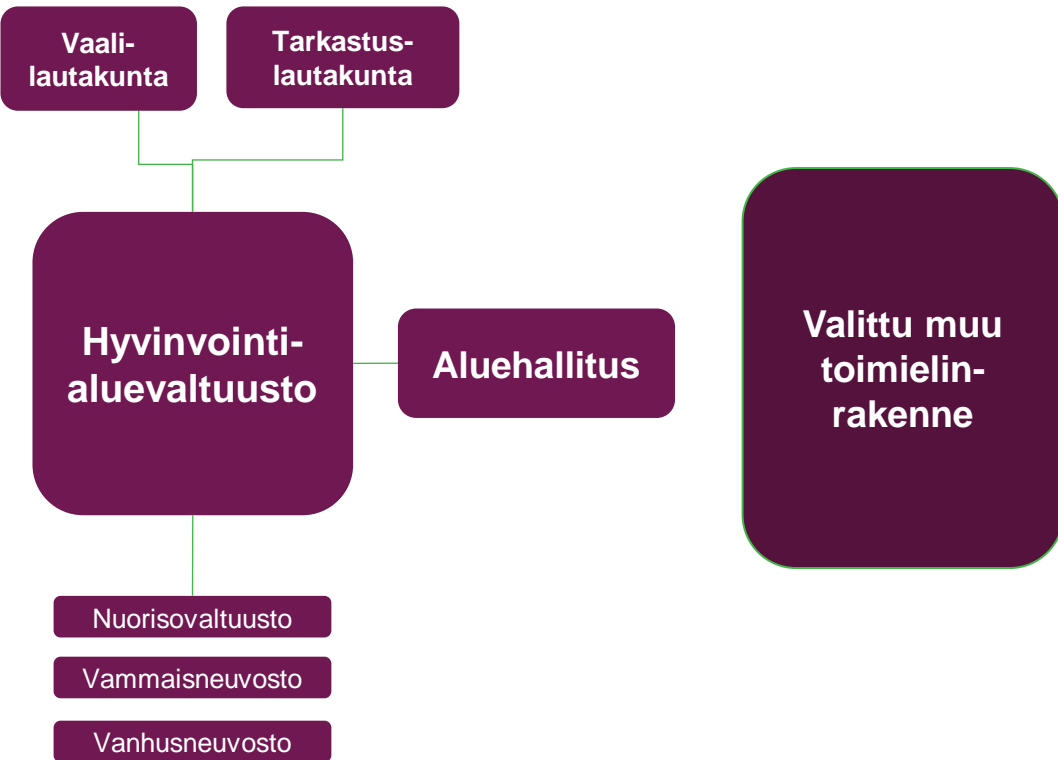 Vaali-
lautakunta
Tarkastus-
lautakunta
Hyvinvointi-
aluevaltuusto
Aluehallitus
Valittu muu
toimielin-
rakenne
Nuorisovaltuusto
Vammaisneuvosto
Vanhusneuvosto